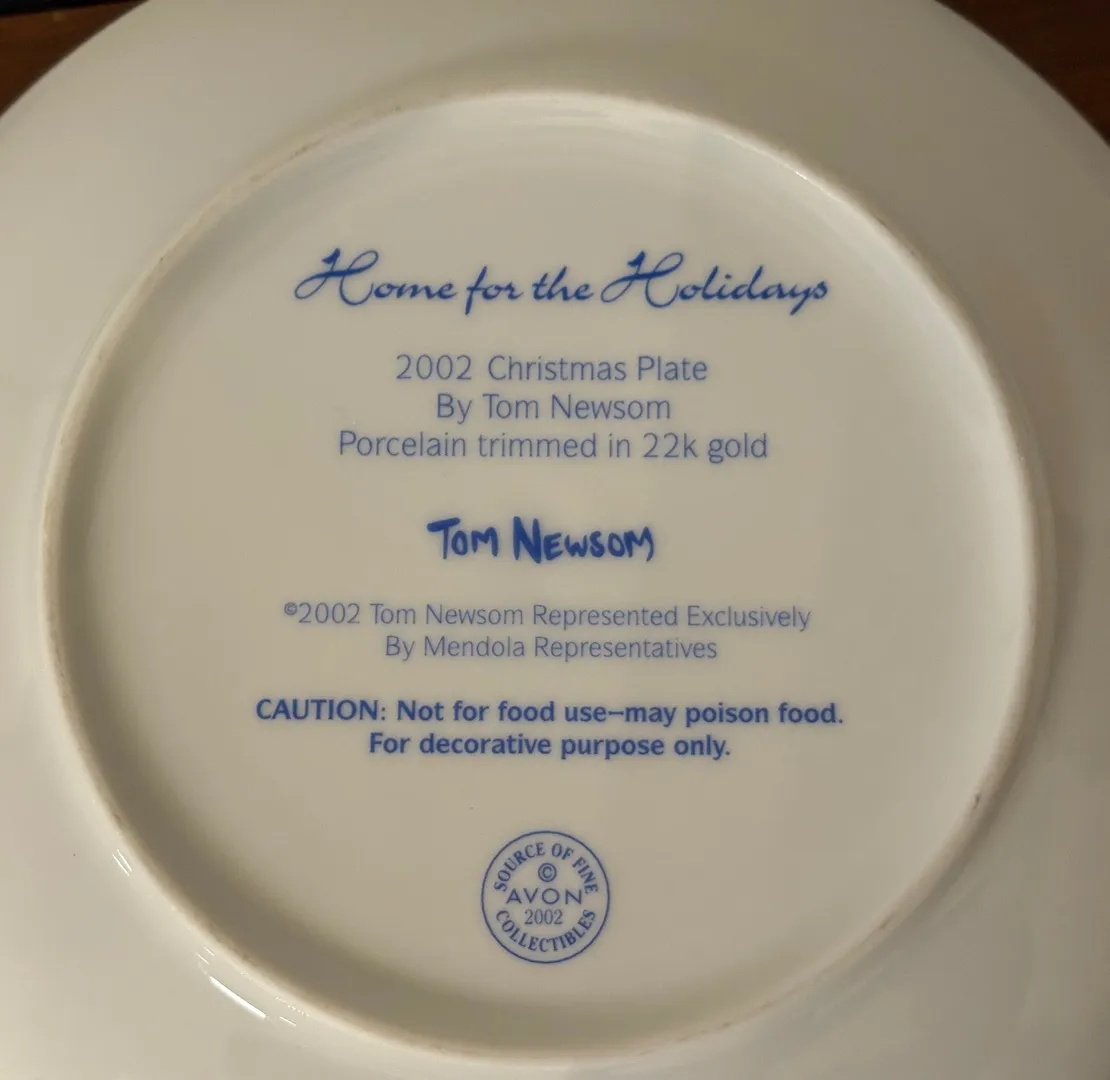 Home for the Holidays
2002 Christmas Plate
By Tom Newsom
Porcelain trimmed in 22k gold
TOM NEWSOM
©2002 Tom Newsom Represented Exclusively
By Mendola Representatives
CAUTION: Not for food use—may poison food.
For decorative purpose only.
SOURCE OF FINE
©
AVON
2002
COLLECTIBLES